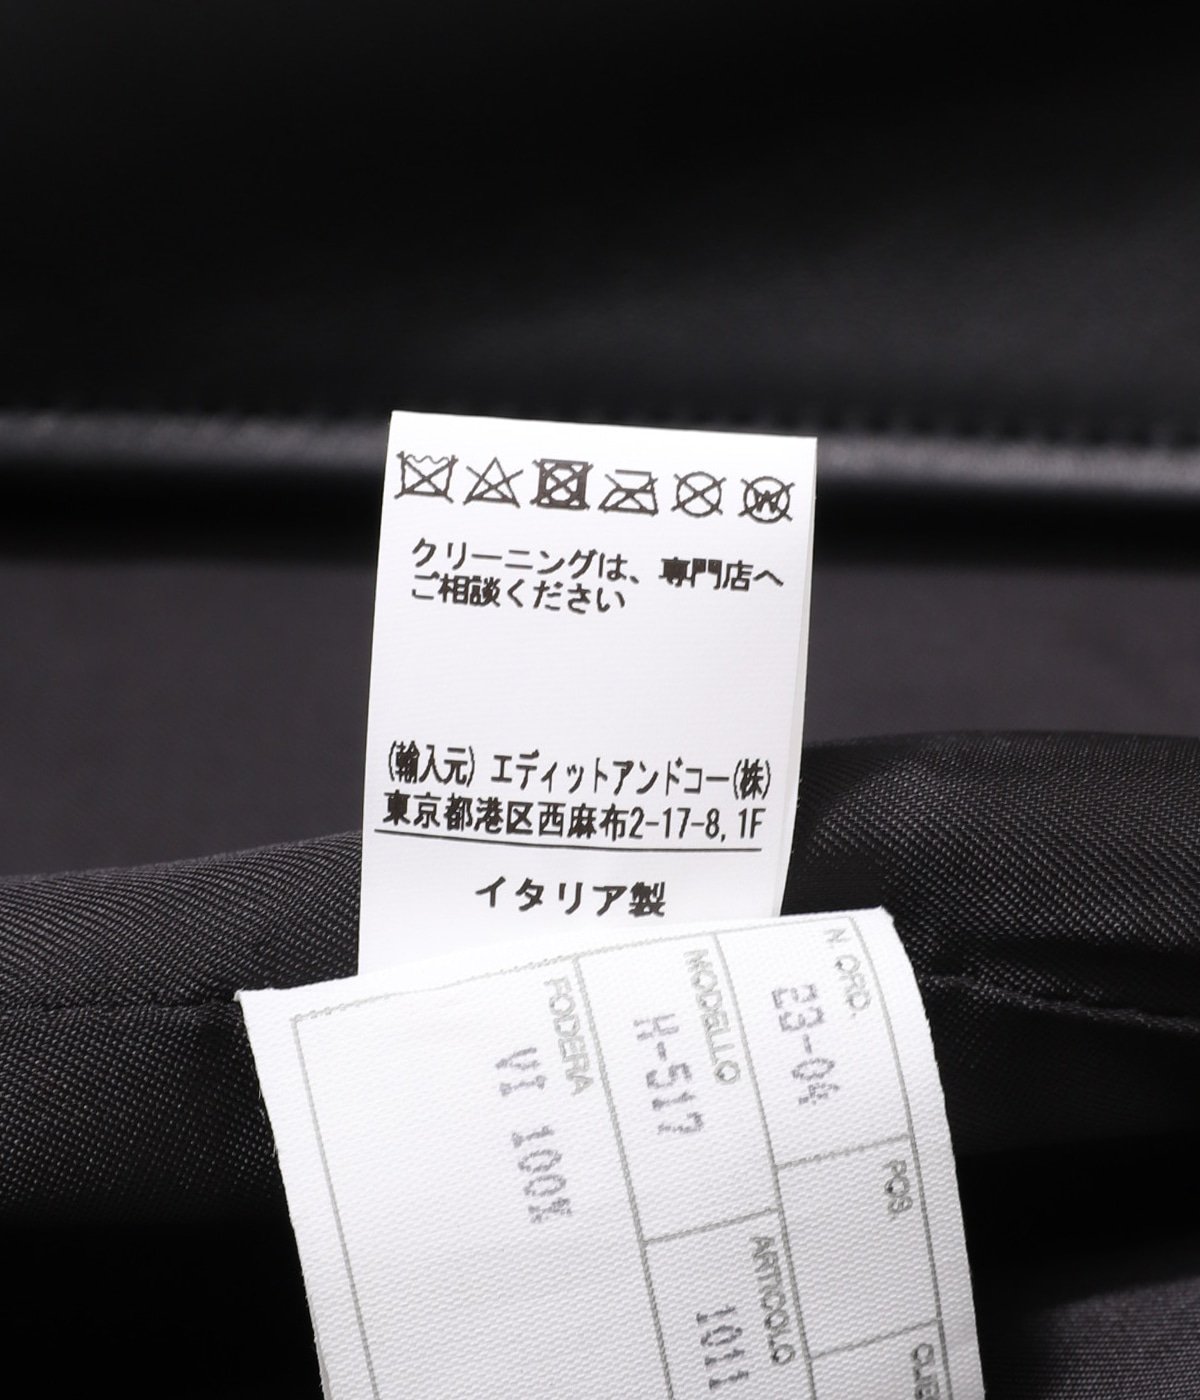 クリーニングは、専門店へ
ご相談ください
(輸入元) エディットアンドコー(株)
東京都港区西麻布2-17-8, 1F
イタリア製
N. ORD.
23-04
POS.
MODELLO
H-517
ARTICOLO
1011
FODERA
VI 100%